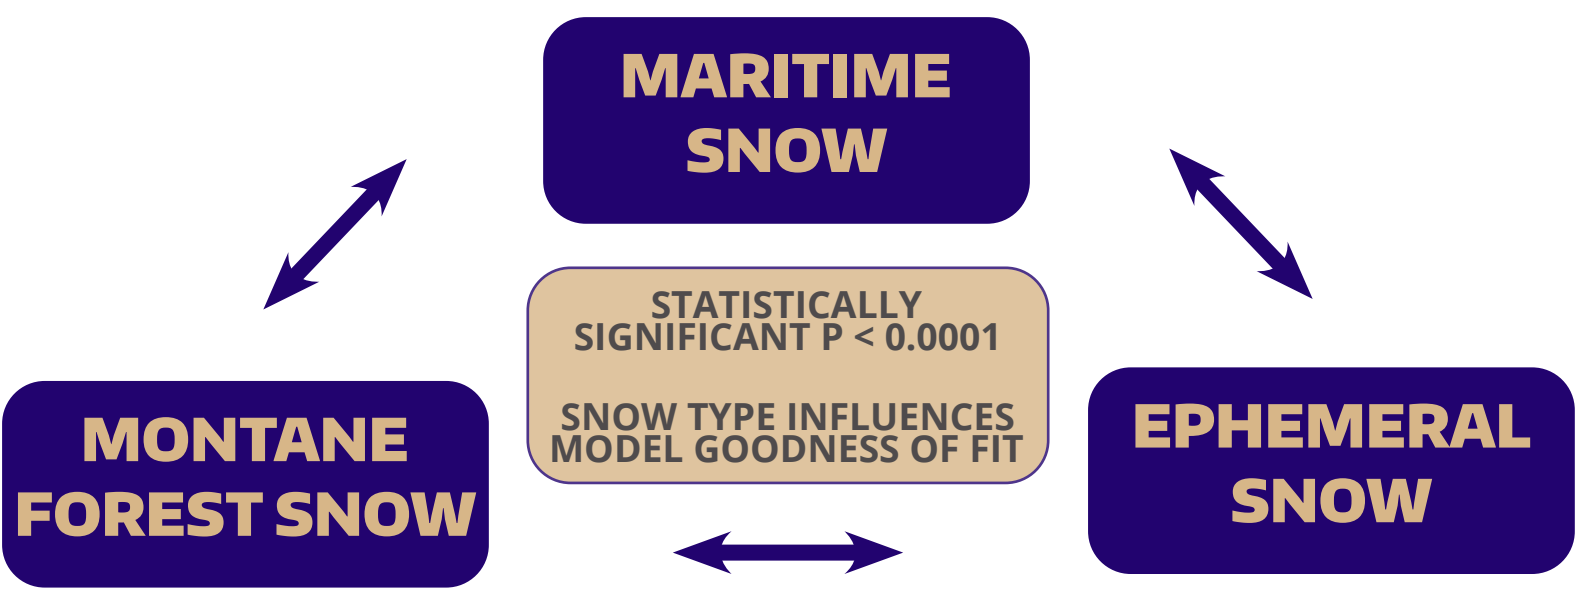 MARITIME
SNOW
STATISTICALLY
SIGNIFICANT P < 0.0001
SNOW TYPE INFLUENCES
MODEL GOODNESS OF FIT
MONTANE
FOREST SNOW
EPHEMERAL
SNOW